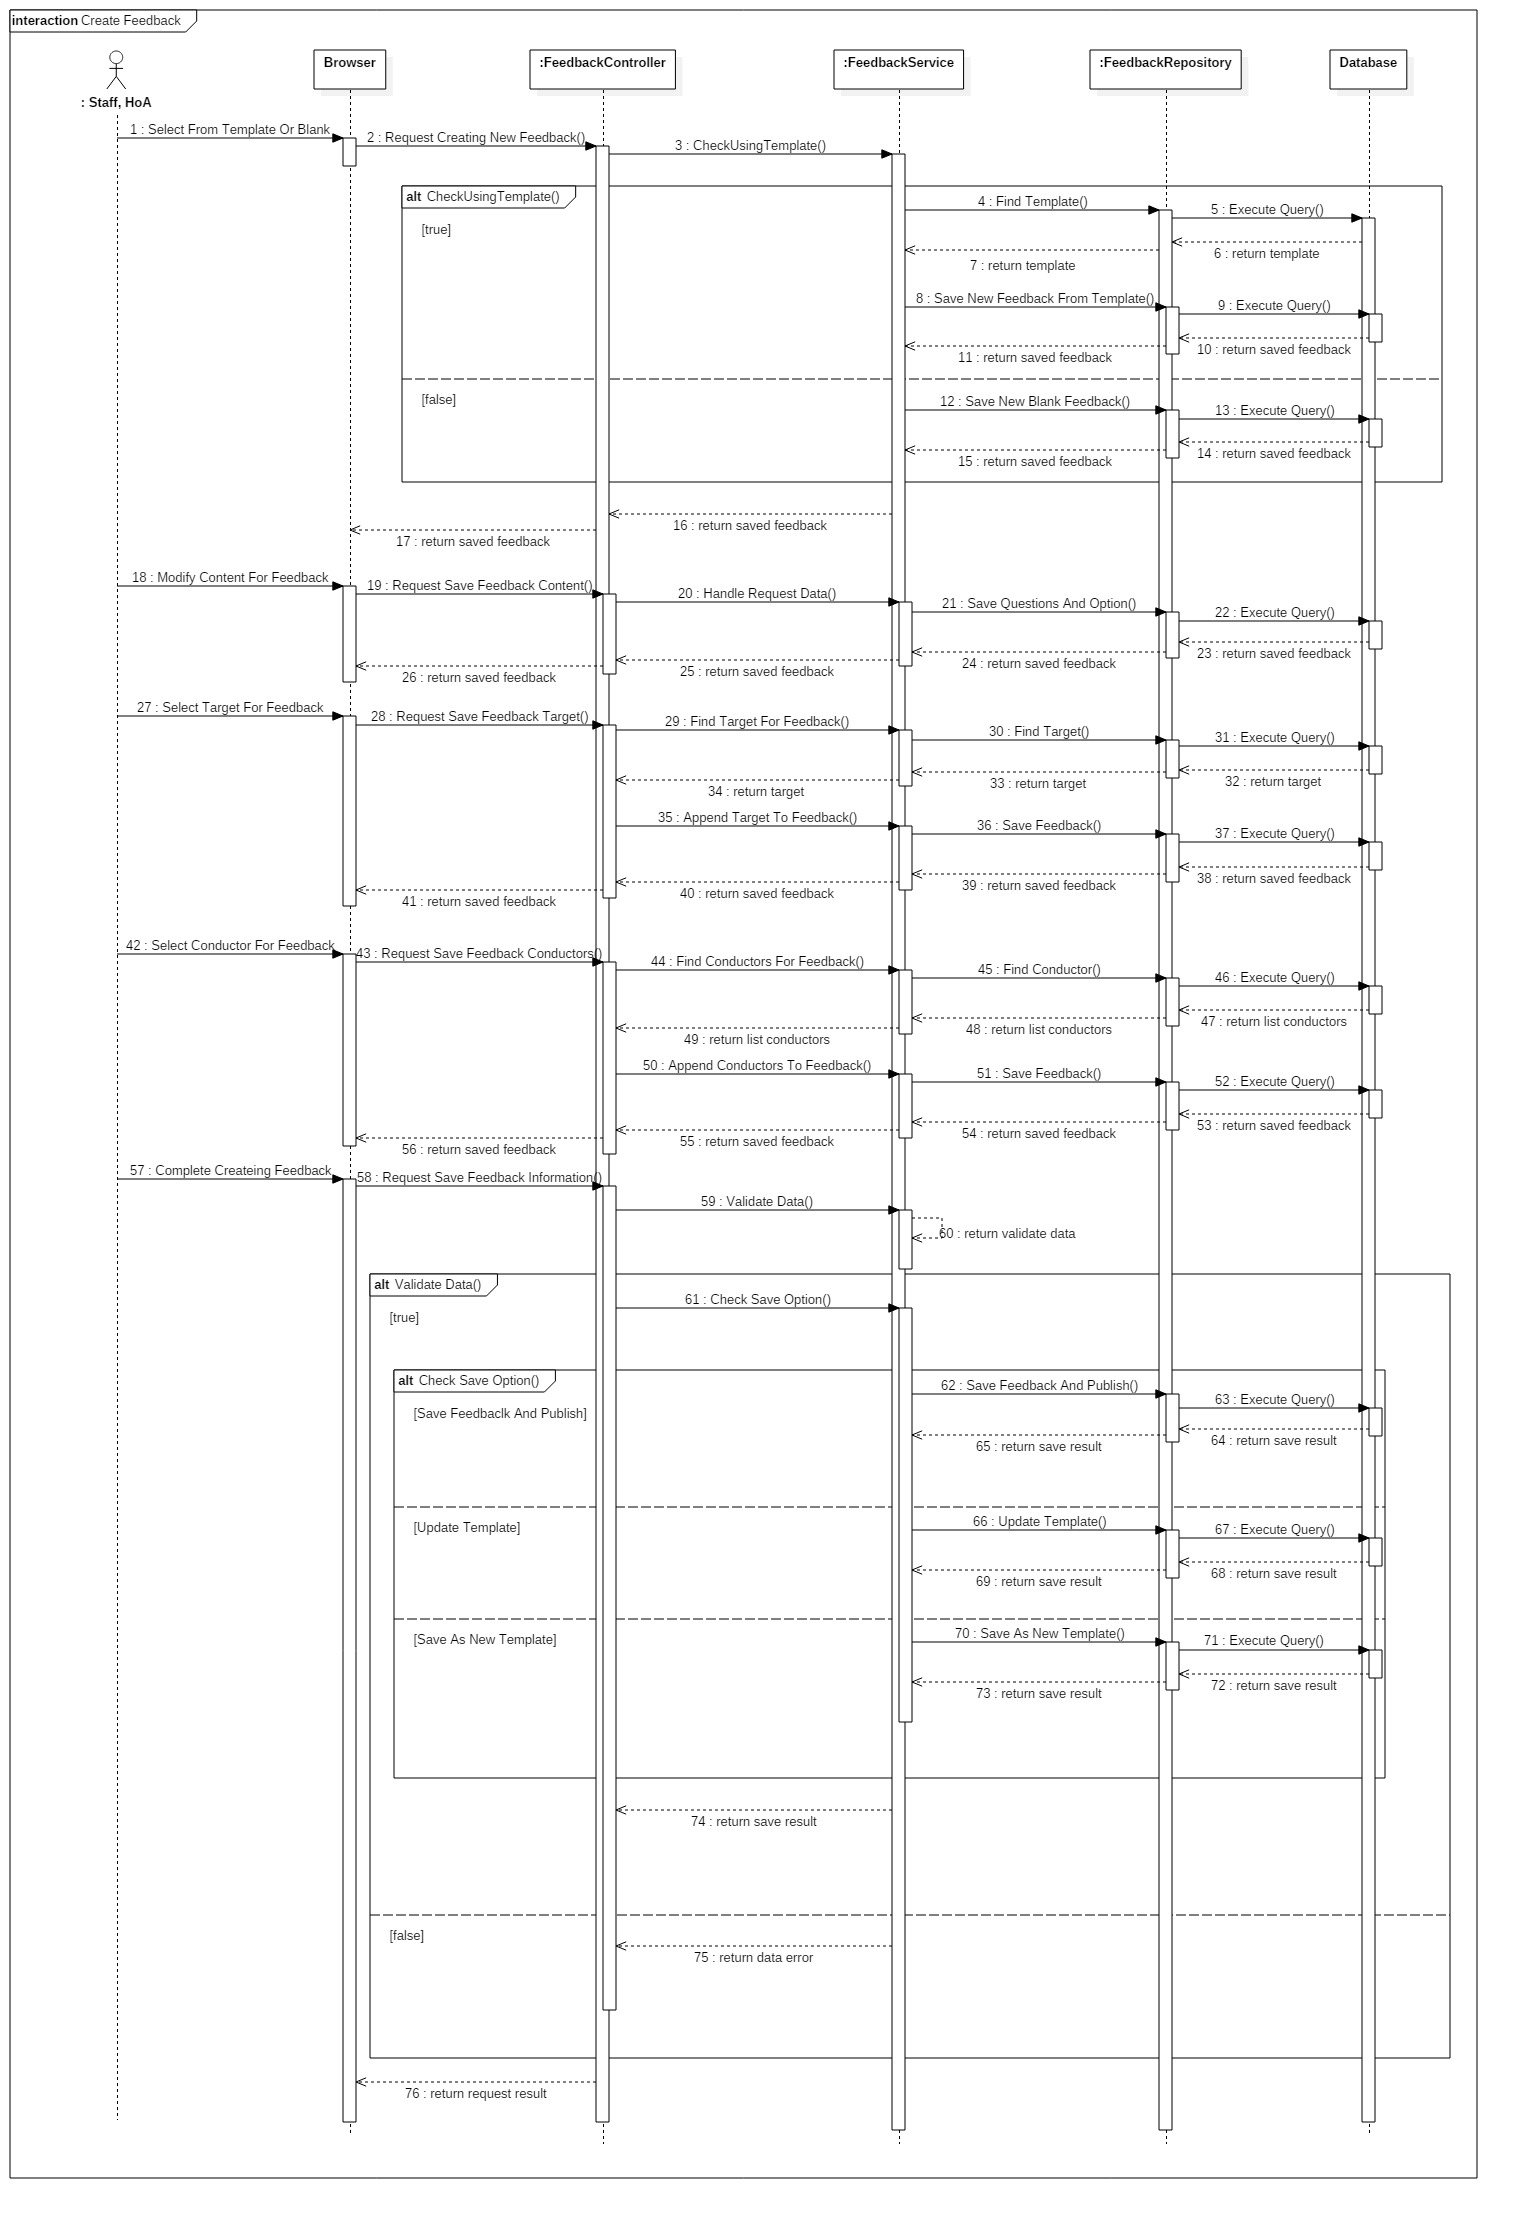 interaction Create Feedback
: Staff, HoA
Browser
:FeedbackController
:FeedbackService
:FeedbackRepository
Database
1 : Select From Template Or Blank
2 : Request Creating New Feedback()
3 : CheckUsingTemplate()
alt CheckUsingTemplate()
[true]
4 : Find Template()
5 : Execute Query()
6 : return template
7 : return template
8 : Save New Feedback From Template()
9 : Execute Query()
10 : return saved feedback
11 : return saved feedback
[false]
12 : Save New Blank Feedback()
13 : Execute Query()
14 : return saved feedback
15 : return saved feedback
16 : return saved feedback
17 : return saved feedback
18 : Modify Content For Feedback
19 : Request Save Feedback Content()
20 : Handle Request Data()
21 : Save Questions And Option()
22 : Execute Query()
23 : return saved feedback
24 : return saved feedback
25 : return saved feedback
26 : return saved feedback
27 : Select Target For Feedback
28 : Request Save Feedback Target()
29 : Find Target For Feedback()
30 : Find Target()
31 : Execute Query()
32 : return target
33 : return target
34 : return target
35 : Append Target To Feedback()
36 : Save Feedback()
37 : Execute Query()
38 : return saved feedback
39 : return saved feedback
40 : return saved feedback
41 : return saved feedback
42 : Select Conductor For Feedback
43 : Request Save Feedback Conductors()
44 : Find Conductors For Feedback()
45 : Find Conductor()
46 : Execute Query()
47 : return list conductors
48 : return list conductors
49 : return list conductors
50 : Append Conductors To Feedback()
51 : Save Feedback()
52 : Execute Query()
53 : return saved feedback
54 : return saved feedback
55 : return saved feedback
56 : return saved feedback
57 : Complete Createing Feedback
58 : Request Save Feedback Information()
59 : Validate Data()
60 : return validate data
alt Validate Data()
[true]
61 : Check Save Option()
alt Check Save Option()
[Save Feedbaclk And Publish]
62 : Save Feedback And Publish()
63 : Execute Query()
64 : return save result
65 : return save result
[Update Template]
66 : Update Template()
67 : Execute Query()
68 : return save result
69 : return save result
[Save As New Template]
70 : Save As New Template()
71 : Execute Query()
72 : return save result
73 : return save result
74 : return save result
[false]
75 : return data error
76 : return request result